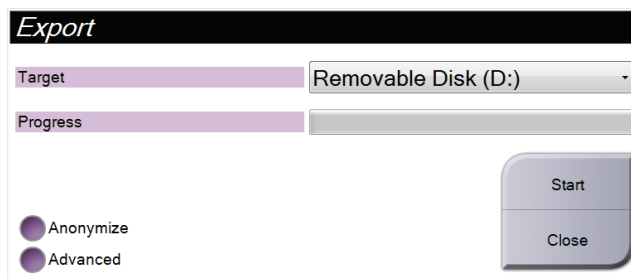 Export
Target
Removable Disk (D:)
Progress
Start
Close
Anonymize
Advanced